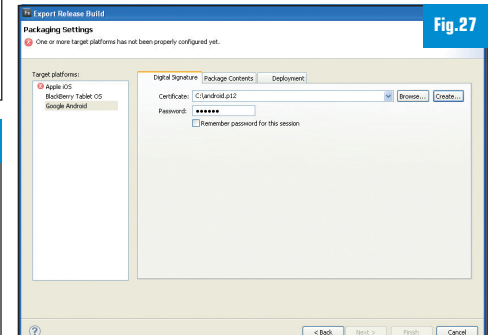 Fb Export Release Build
Fig.27
Packaging Settings
One or more target platforms has not been properly configured yet.
Target platforms:
Apple iOS
BlackBerry Tablet OS
Google Android
Digital Signature Package Contents Deployment
Certificate: C:\android.p12 Browse... Create...
Password: ••••••
Remember password for this session
? < Back Next > Finish Cancel